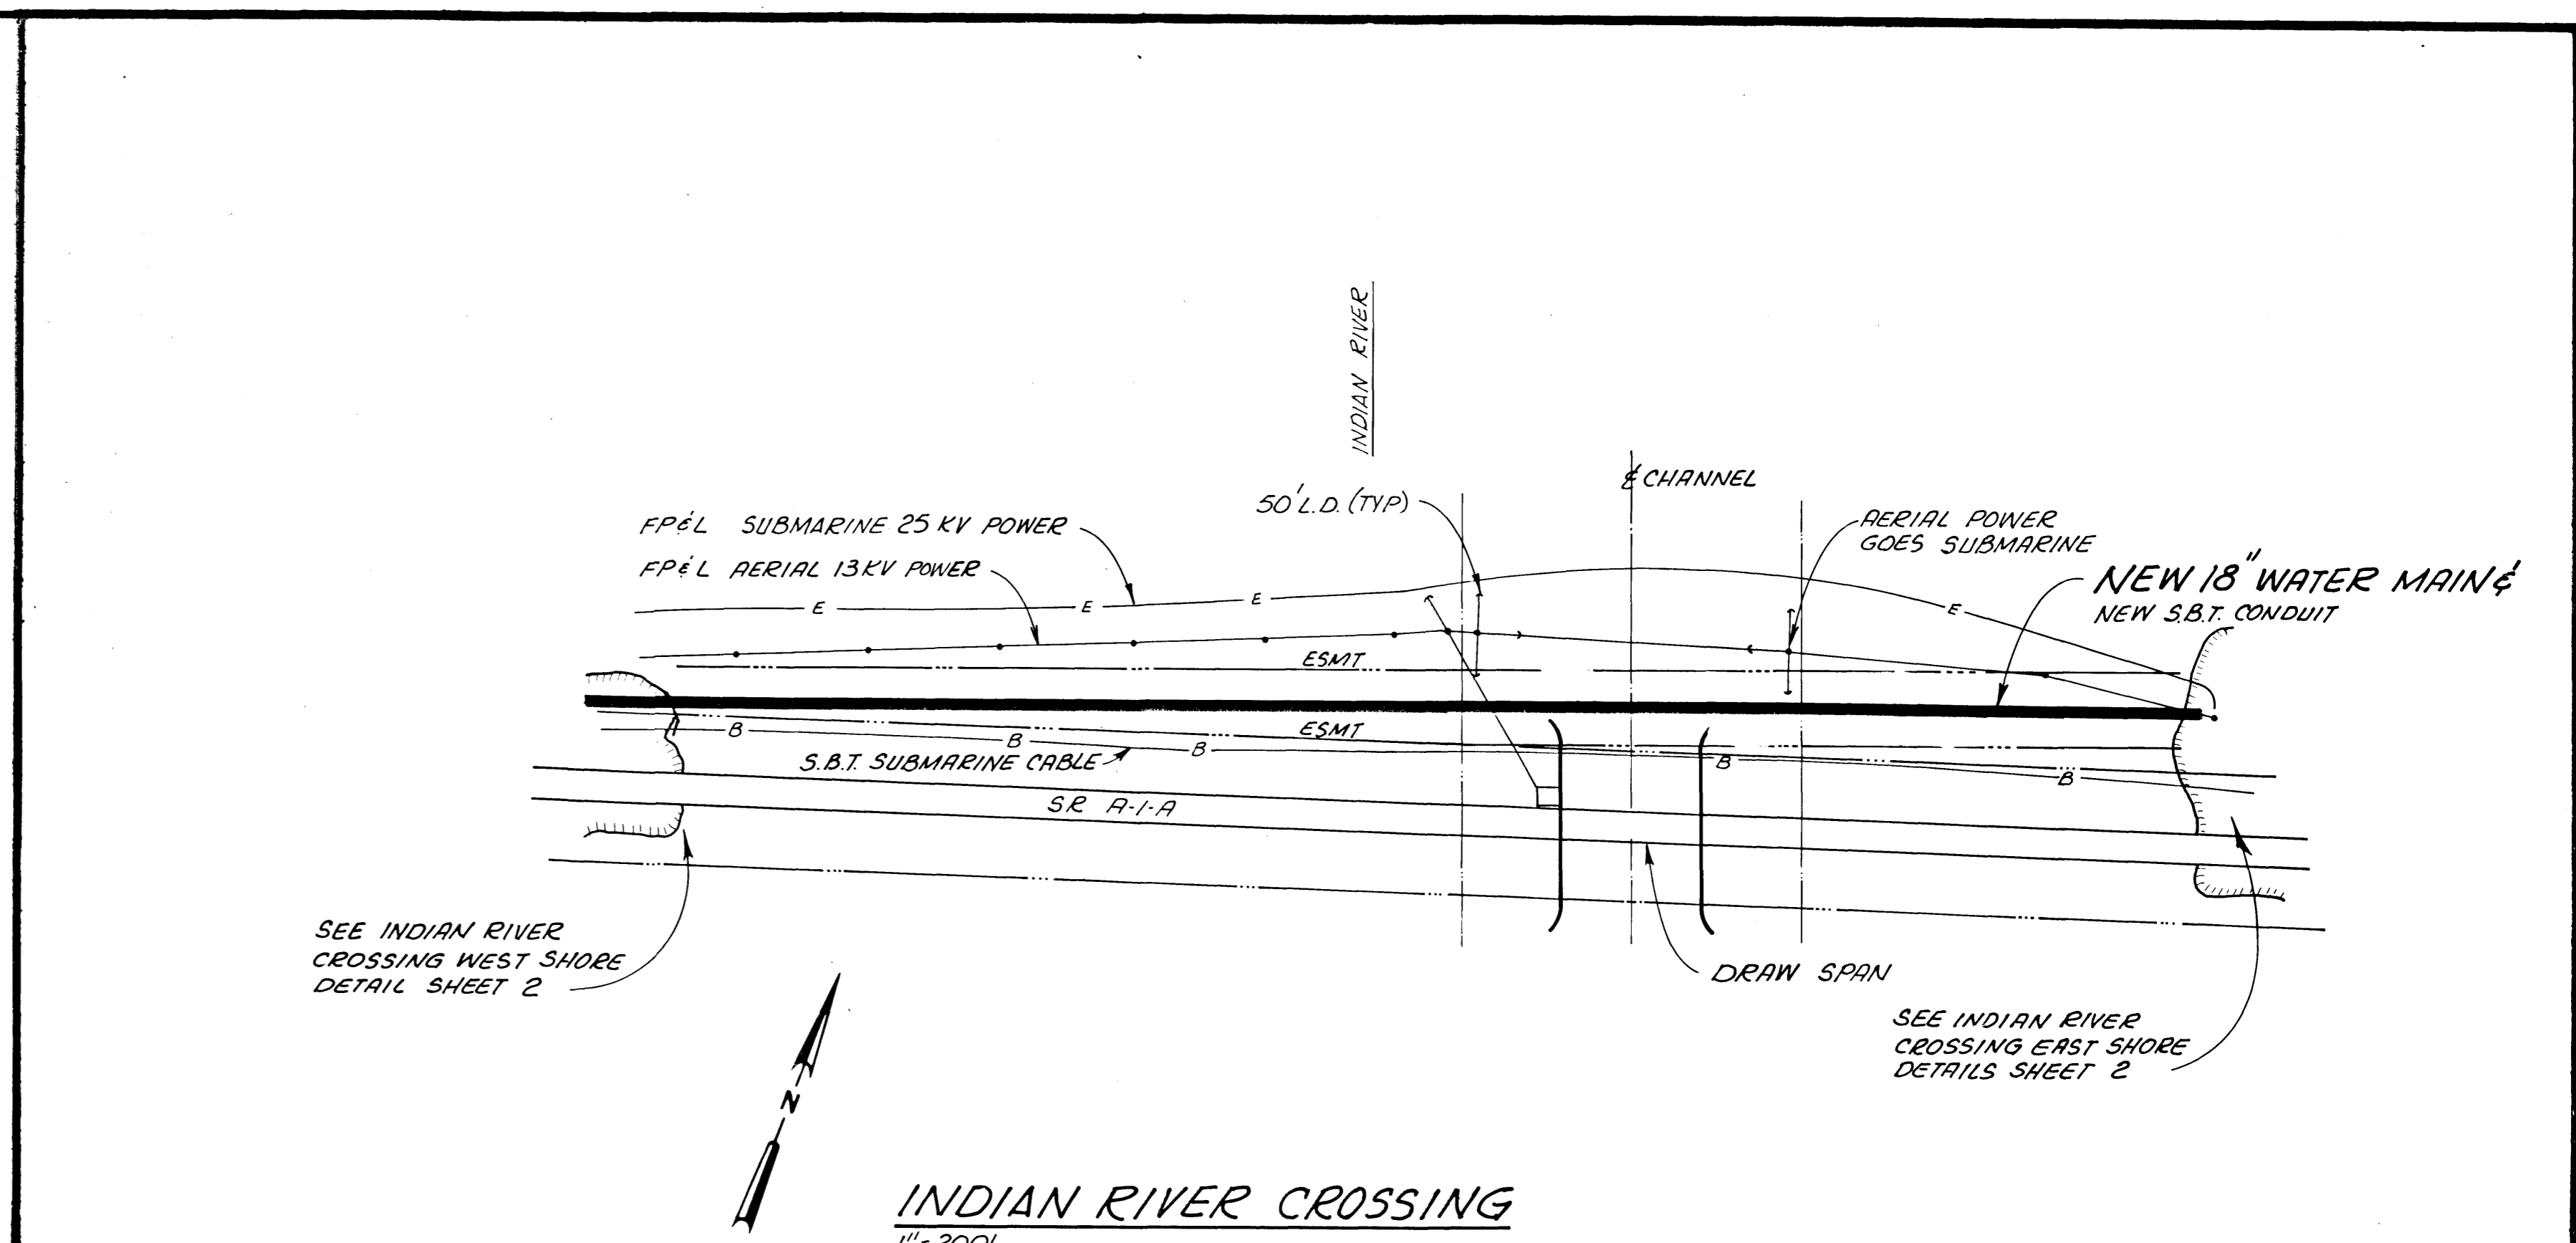 INDIAN RIVER
℄ CHANNEL
50' L.D. (TYP)
FP&L SUBMARINE 25 KV POWER
FP&L AERIAL 13KV POWER
AERIAL POWER
GOES SUBMARINE
NEW 18" WATER MAIN &
NEW S.B.T. CONDUIT
E
E
E
E
ESMT
ESMT
B
B
B
B
B
S.B.T. SUBMARINE CABLE
SR A-1-A
SEE INDIAN RIVER
CROSSING WEST SHORE
DETAIL SHEET 2
DRAW SPAN
SEE INDIAN RIVER
CROSSING EAST SHORE
DETAILS SHEET 2
N
INDIAN RIVER CROSSING